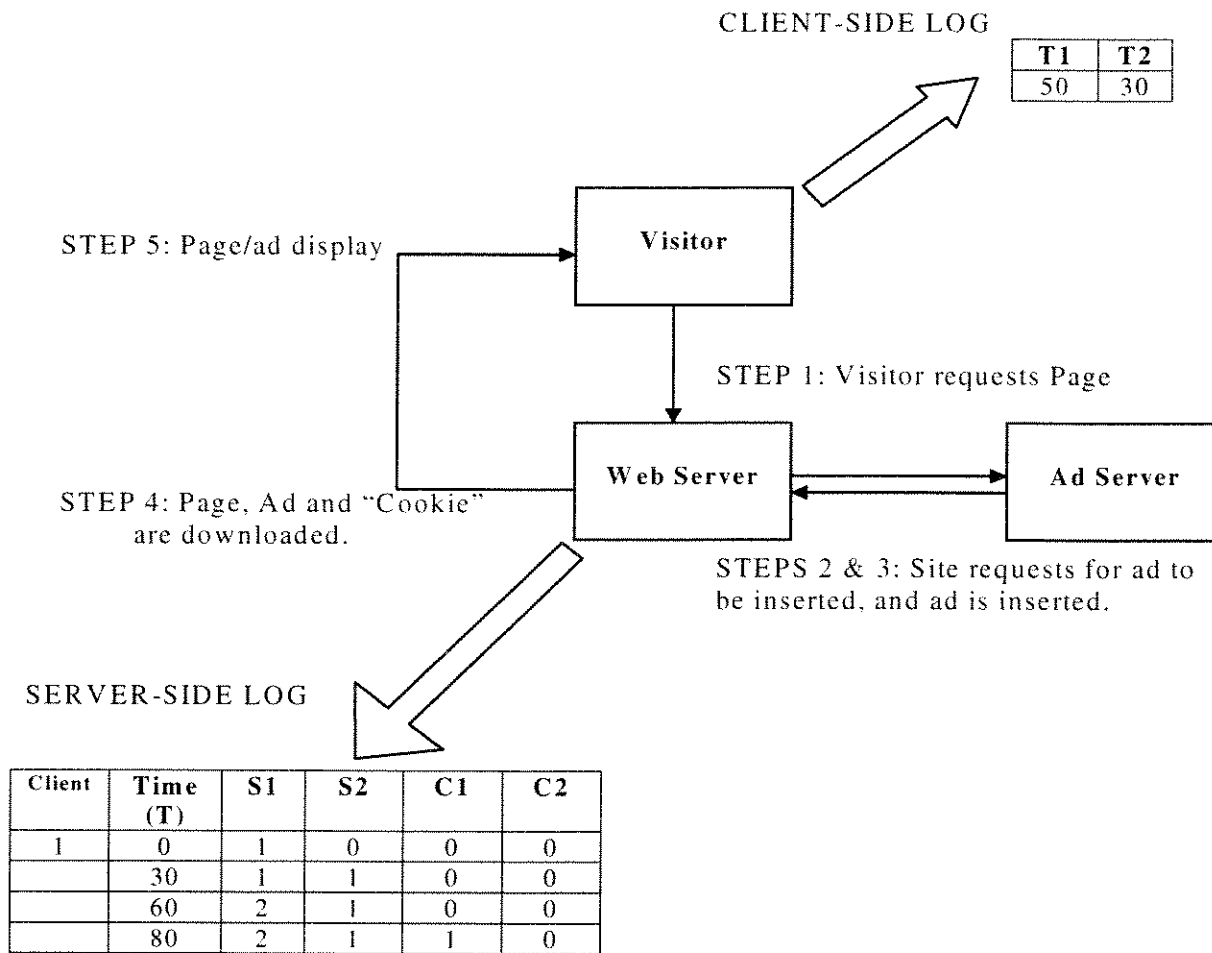 CLIENT-SIDE LOG
T1 T2
50 30
Visitor
STEP 5: Page/ad display
STEP 1: Visitor requests Page
Web Server
Ad Server
STEP 4: Page, Ad and “Cookie”
are downloaded.
STEPS 2 & 3: Site requests for ad to
be inserted, and ad is inserted.
SERVER-SIDE LOG
Client Time S1 S2 C1 C2
(T)
1 0 1 0 0 0
30 1 1 0 0
60 2 1 0 0
80 2 1 1 0